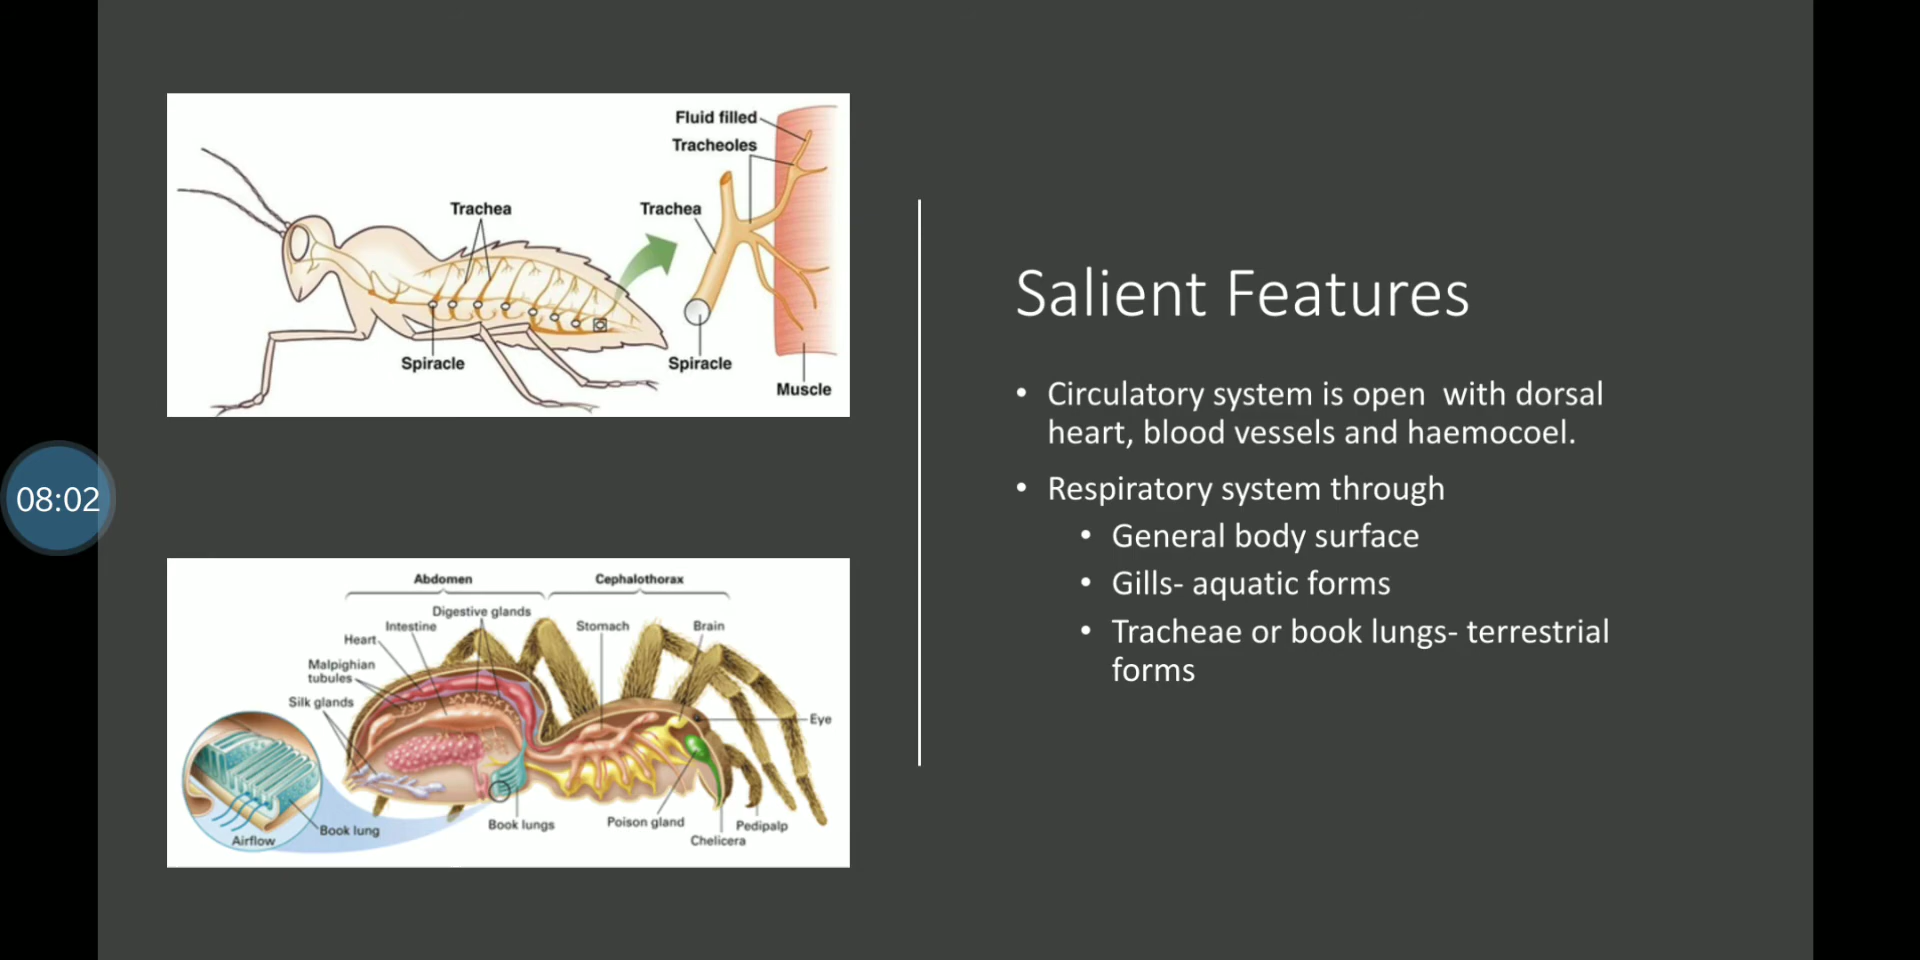 Fluid filled
Tracheoles
Trachea
Trachea
Spiracle
Spiracle
Muscle
08:02
Abdomen
Cephalothorax
Digestive glands
Intestine
Stomach
Brain
Heart
Malpighian
tubules
Silk glands
Eye
Book lung
Airflow
Book lungs
Poison gland
Pedipalp
Chelicera
Salient Features
• Circulatory system is open  with dorsal
heart, blood vessels and haemocoel.
• Respiratory system through
• General body surface
• Gills- aquatic forms
• Tracheae or book lungs- terrestrial
forms